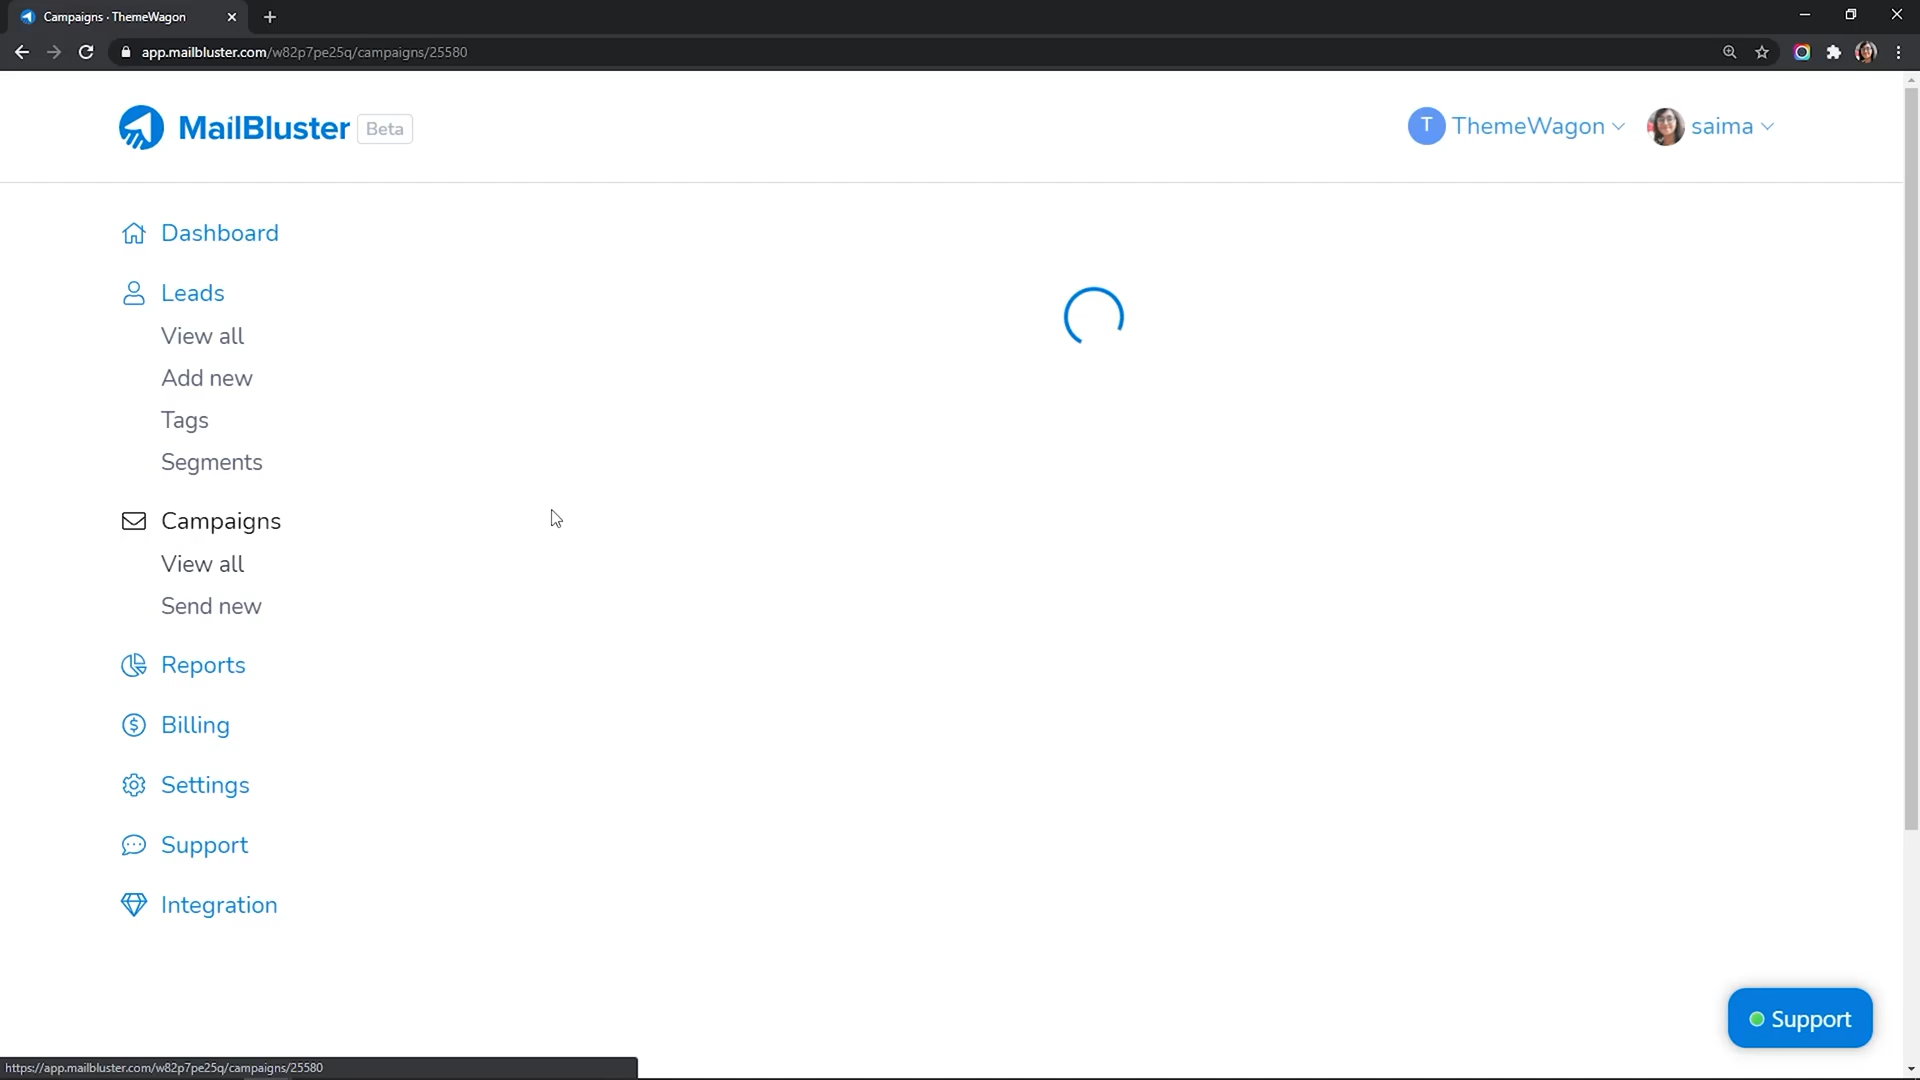 Campaigns · ThemeWagon
app.mailbluster.com/w82p7pe25q/campaigns/25580
MailBluster Beta
T ThemeWagon saima
Dashboard
Leads
View all
Add new
Tags
Segments
Campaigns
View all
Send new
Reports
Billing
Settings
Support
Integration
Support
https://app.mailbluster.com/w82p7pe25q/campaigns/25580